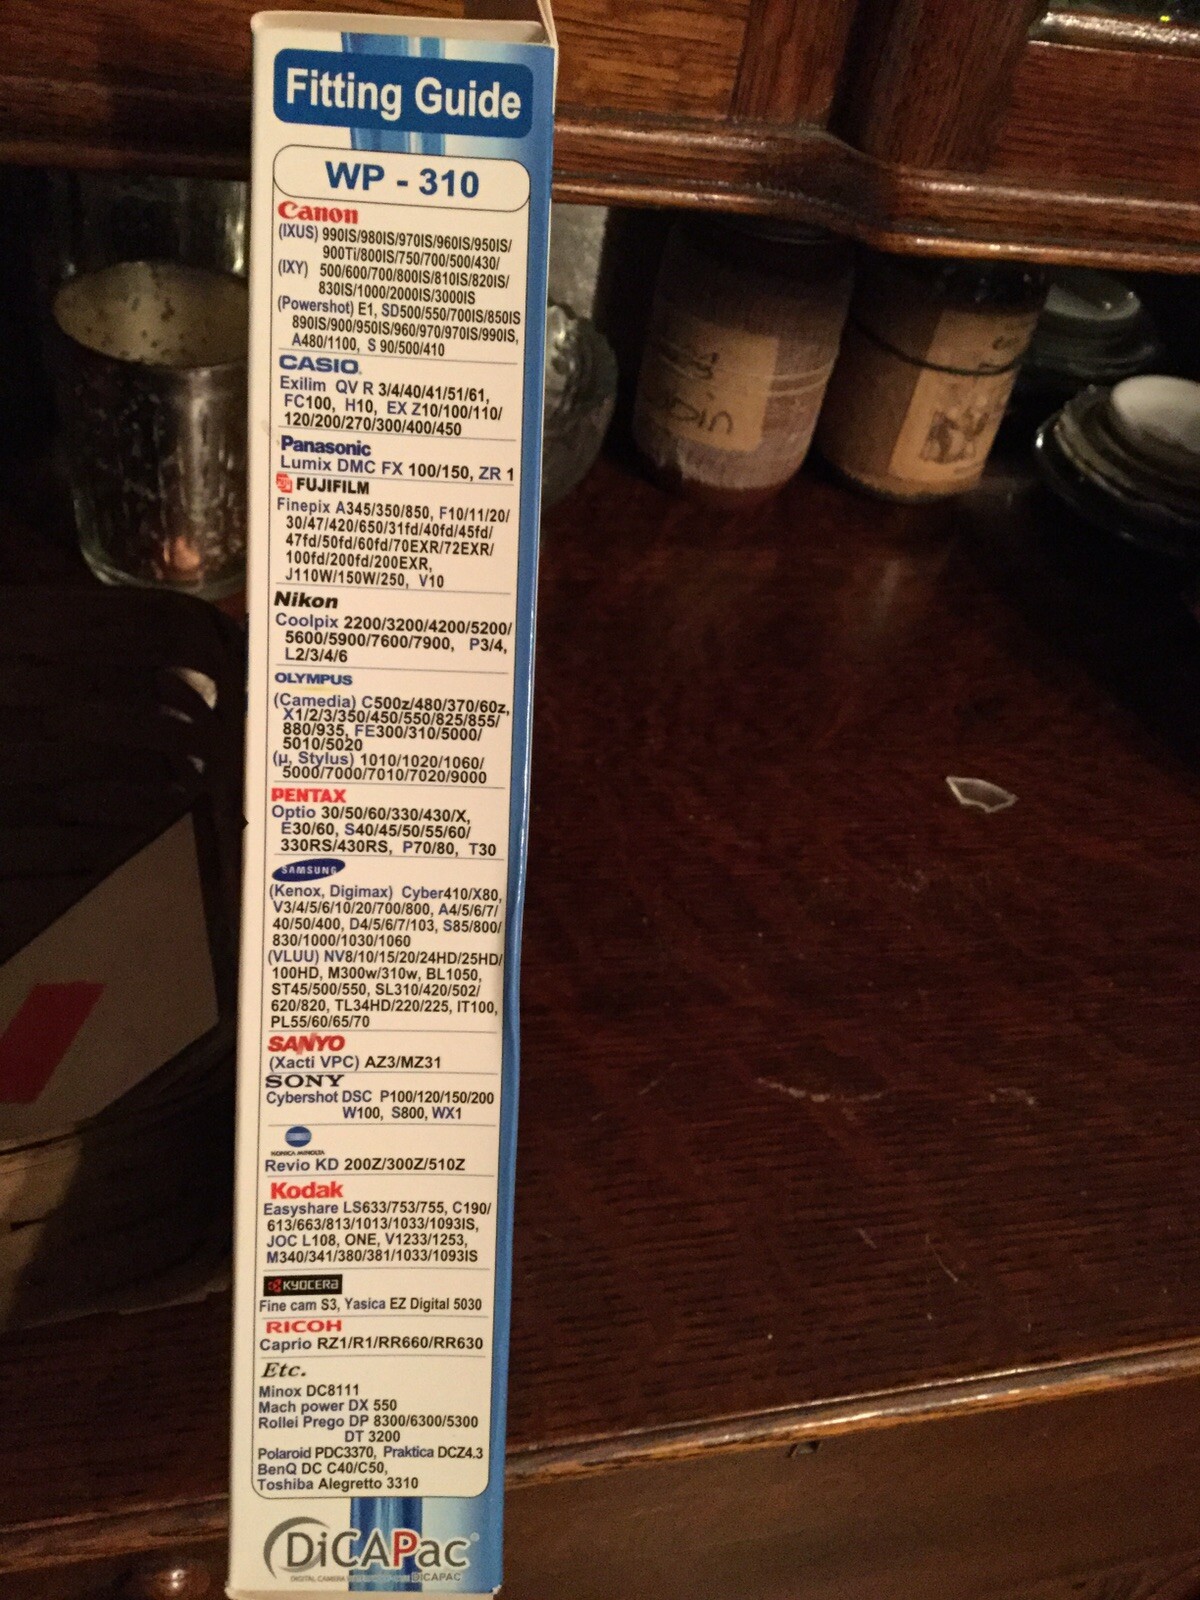 Fitting Guide
WP - 310
Canon
(IXUS) 990IS/980IS/970IS/960IS/950IS/
900Ti/800IS/750/700/500/430/
(IXY) 500/600/700/800IS/810IS/820IS/
830IS/1000/2000IS/3000IS
(Powershot) E1, SD500/550/700IS/850IS
890IS/900/950IS/960/970/970IS/990IS,
A480/1100, S 90/500/410
CASIO.
Exilim QV R 3/4/40/41/51/61,
FC100, H10, EX Z10/100/110/
120/200/270/300/400/450
Panasonic
Lumix DMC FX 100/150, ZR 1
FUJIFILM
Finepix A345/350/850, F10/11/20/
30/47/420/650/31fd/40fd/45fd/
47fd/50fd/60fd/70EXR/72EXR/
100fd/200fd/200EXR,
J110W/150W/250, V10
Nikon
Coolpix 2200/3200/4200/5200/
5600/5900/7600/7900, P3/4,
L2/3/4/6
OLYMPUS
(Camedia) C500z/480/370/60z,
X1/2/3/350/450/550/825/855/
880/935, FE300/310/5000/
5010/5020
(µ, Stylus) 1010/1020/1060/
5000/7000/7010/7020/9000
PENTAX
Optio 30/50/60/330/430/X,
E30/60, S40/45/50/55/60/
330RS/430RS, P70/80, T30
SAMSUNG
(Kenox, Digimax) Cyber410/X80,
V3/4/5/6/10/20/700/800, A4/5/6/7/
40/50/400, D4/5/6/7/103, S85/800/
830/1000/1030/1060
(VLUU) NV8/10/15/20/24HD/25HD/
100HD, M300w/310w, BL1050,
ST45/500/550, SL310/420/502/
620/820, TL34HD/220/225, IT100,
PL55/60/65/70
SANYO
(Xacti VPC) AZ3/MZ31
SONY
Cybershot DSC P100/120/150/200
W100, S800, WX1
KONICA MINOLTA
Revio KD 200Z/300Z/510Z
Kodak
Easyshare LS633/753/755, C190/
613/663/813/1013/1033/1093IS,
JOC L108, ONE, V1233/1253,
M340/341/380/381/1033/1093IS
KYOCERA
Fine cam S3, Yasica EZ Digital 5030
RICOH
Caprio RZ1/R1/RR660/RR630
Etc.
Minox DC8111
Mach power DX 550
Rollei Prego DP 8300/6300/5300
DT 3200
Polaroid PDC3370, Praktica DCZ4.3
BenQ DC C40/C50,
Toshiba Alegretto 3310
DiCAPac
DIGITAL CAMERA DICAPAC